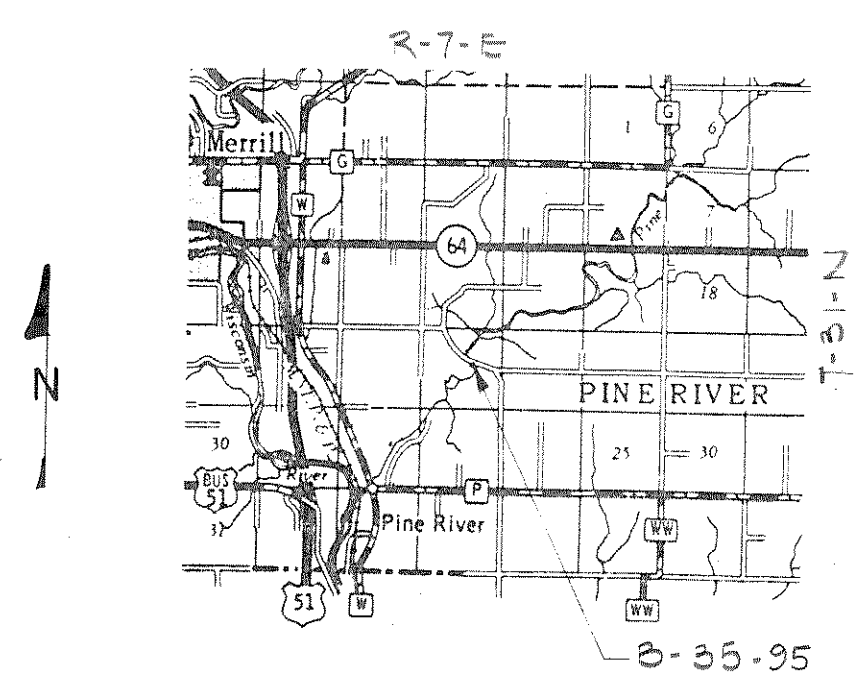 R-7-E
G
1
6
Merrill
G
W
Pine
7
64
T-31-N
18
Wisconsin
N
PINE RIVER
30
25
30
BUS
51
River
P
Pine River
WW
51
W
WW
B-35-95